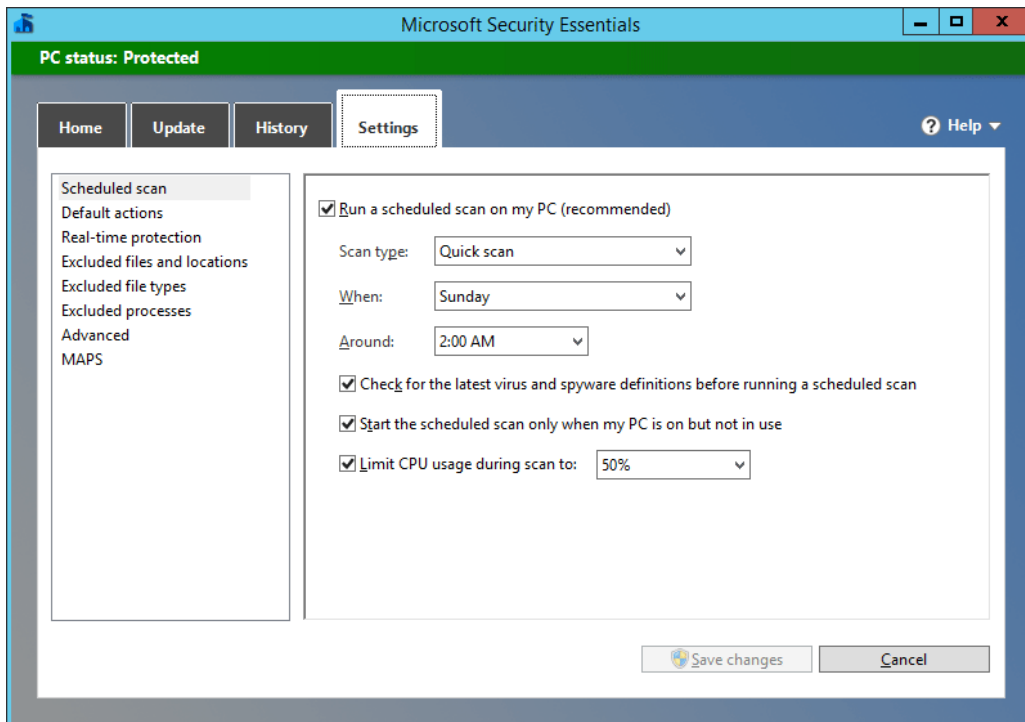 Microsoft Security Essentials
PC status: Protected
Home Update History Settings Help
Scheduled scan
Default actions
Real-time protection
Excluded files and locations
Excluded file types
Excluded processes
Advanced
MAPS
Run a scheduled scan on my PC (recommended)
Scan type: Quick scan
When: Sunday
Around: 2:00 AM
Check for the latest virus and spyware definitions before running a scheduled scan
Start the scheduled scan only when my PC is on but not in use
Limit CPU usage during scan to: 50%
Save changes Cancel